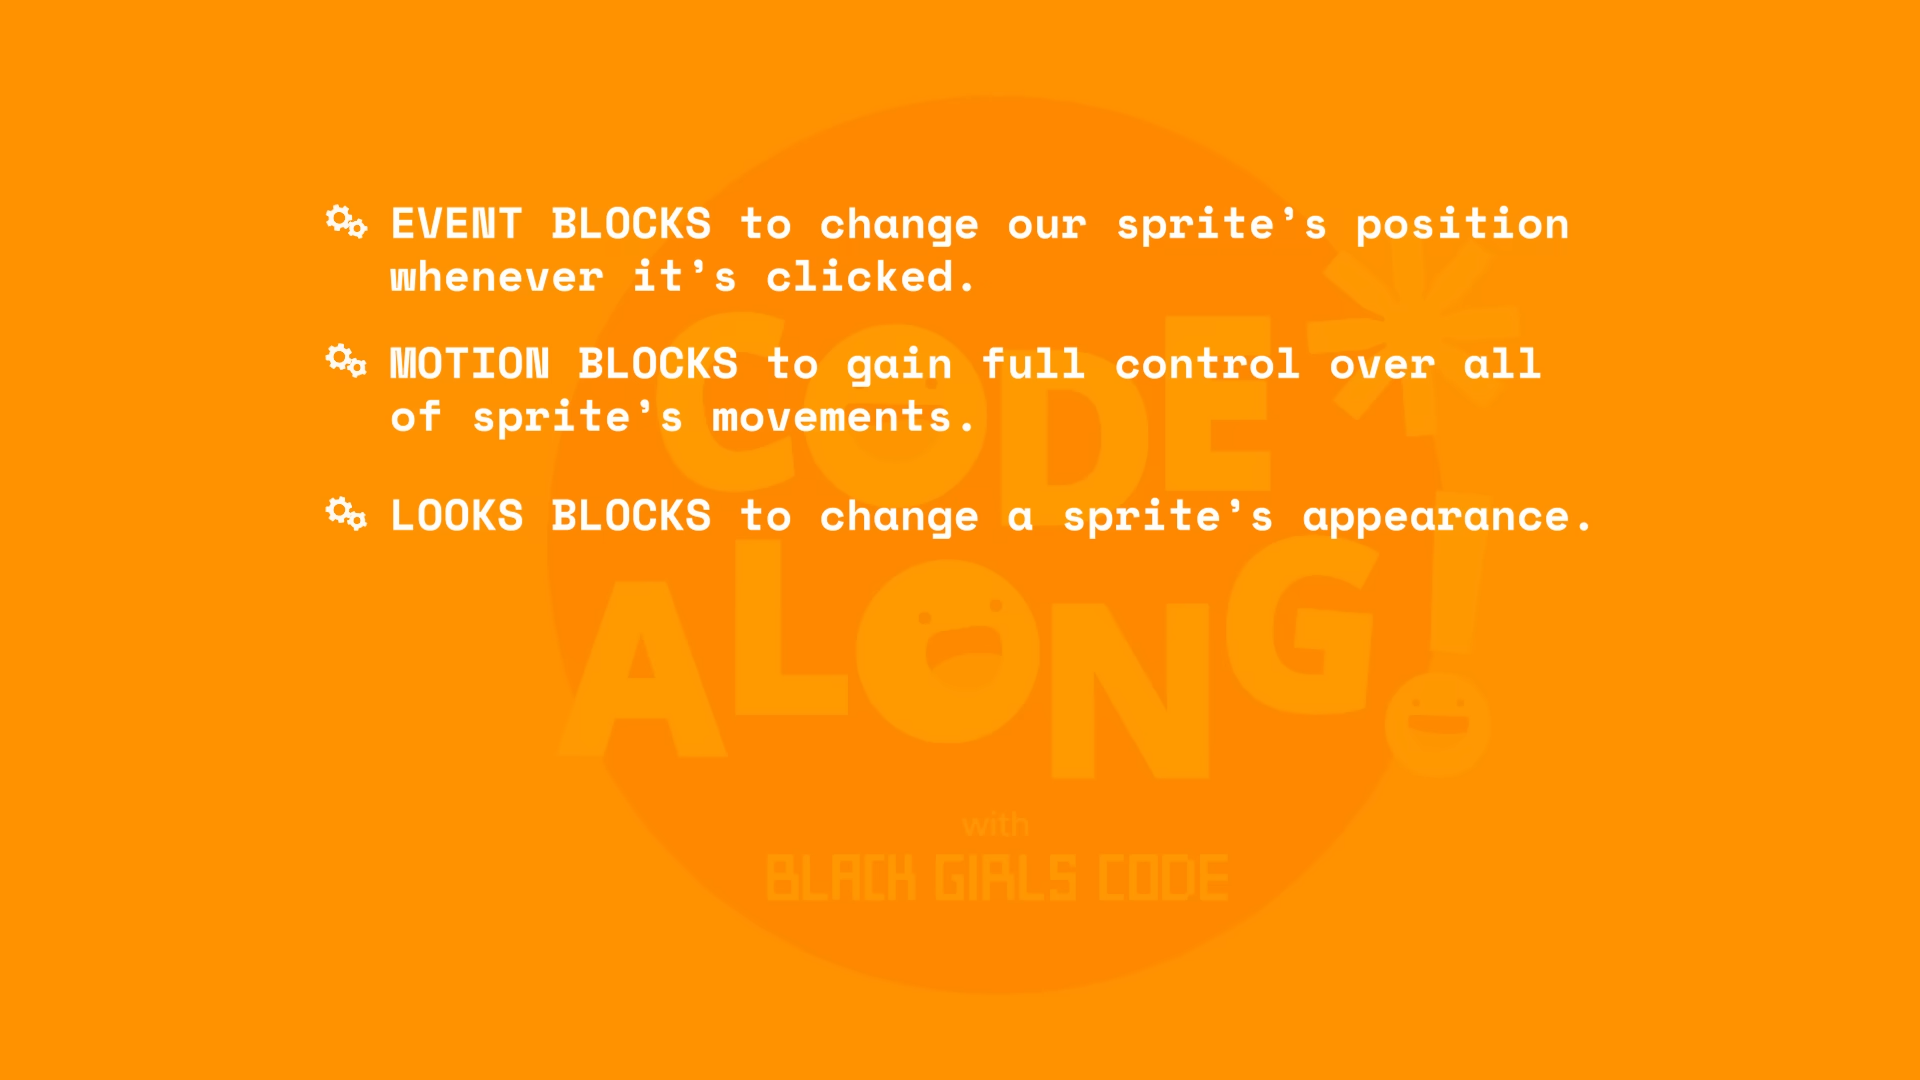 EVENT BLOCKS to change our sprite’s position
whenever it’s clicked.
MOTION BLOCKS to gain full control over all
of sprite’s movements.
LOOKS BLOCKS to change a sprite’s appearance.
CODE
ALONG!
with
BLACK GIRLS CODE